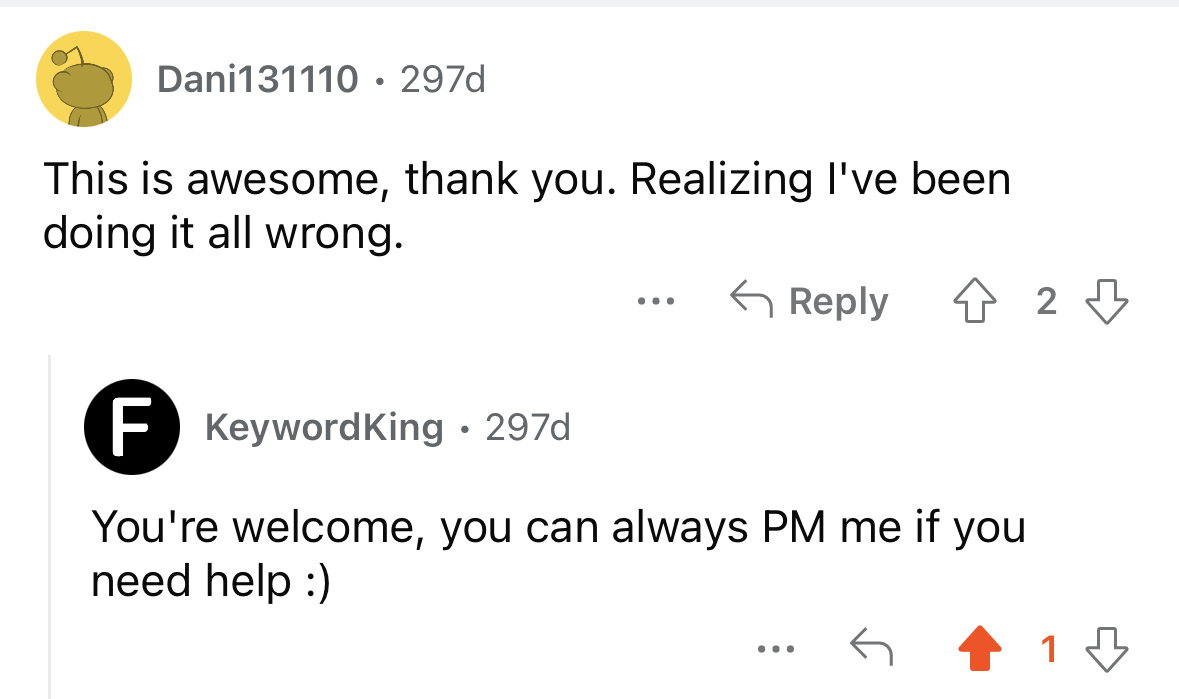 Dani131110 • 297d
This is awesome, thank you. Realizing I've been
doing it all wrong.
... Reply 2
F
KeywordKing • 297d
You're welcome, you can always PM me if you
need help :)
... 1